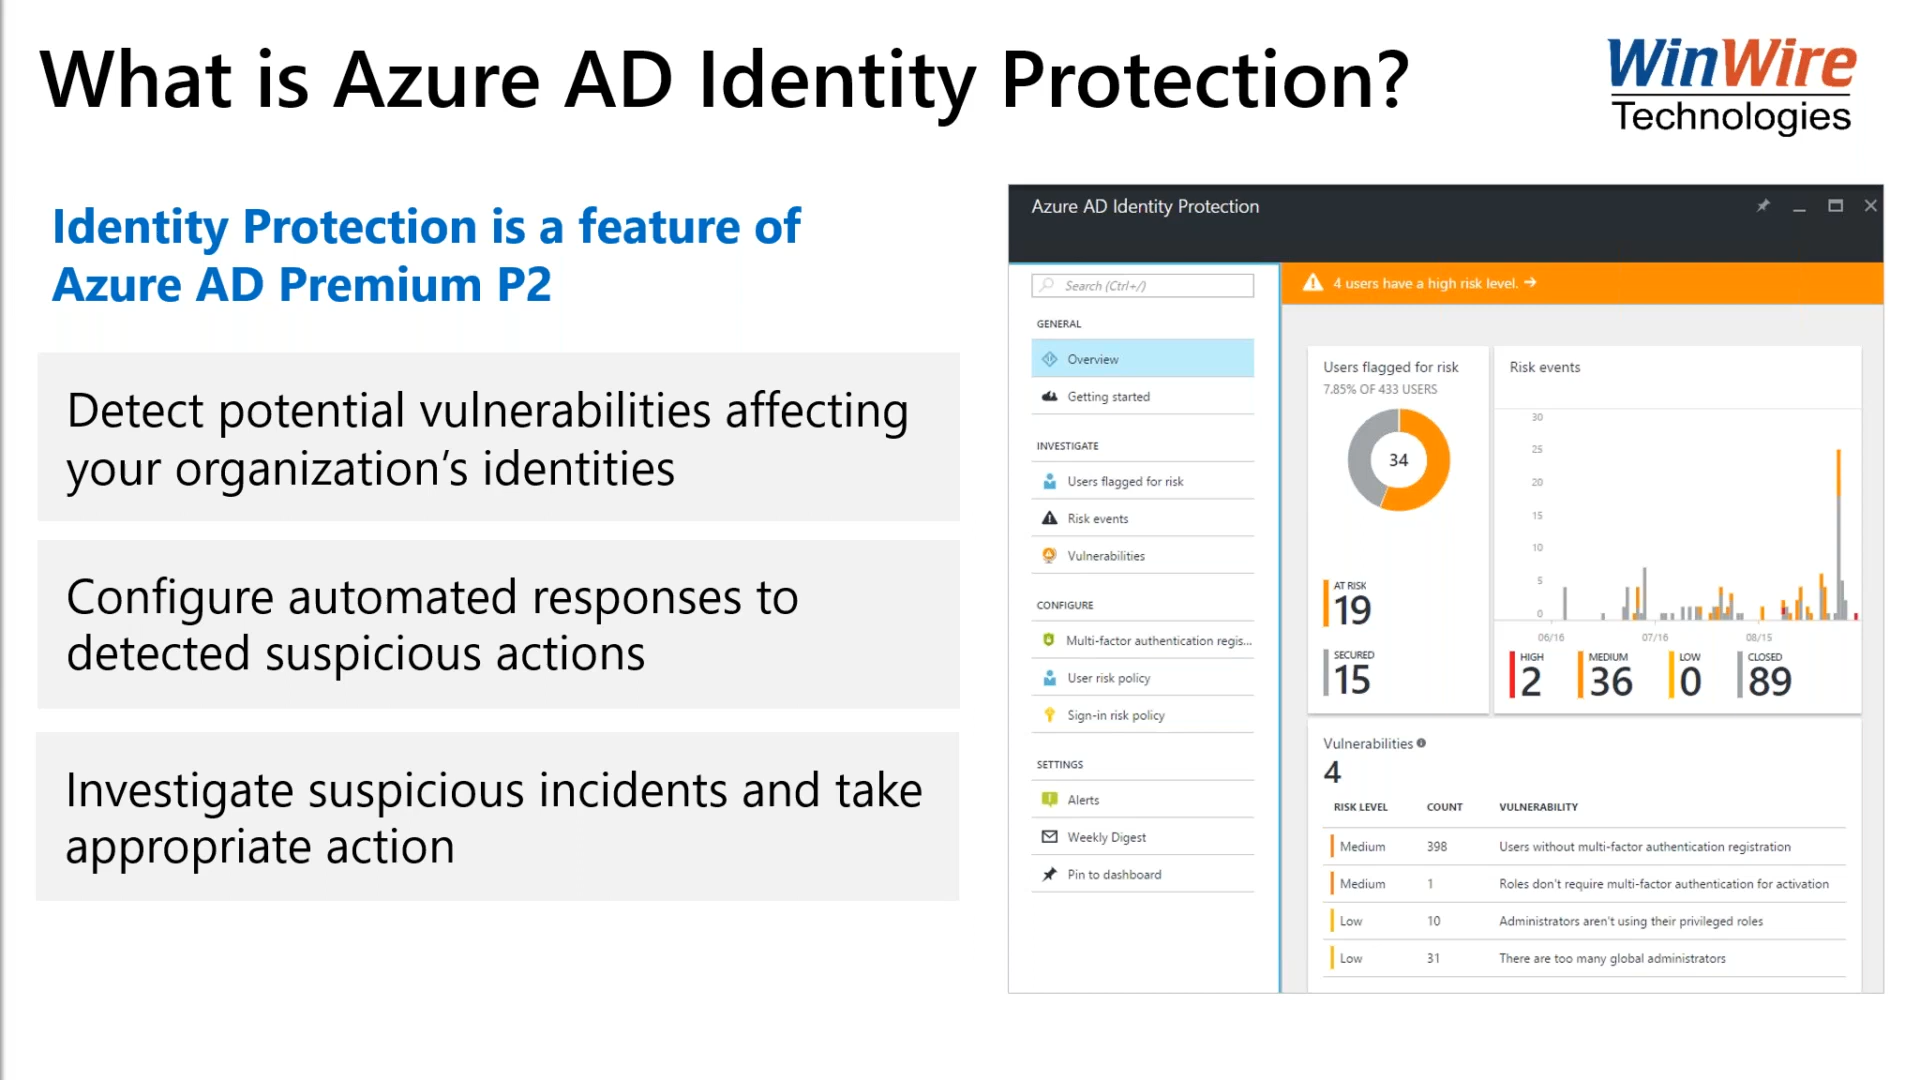 What is Azure AD Identity Protection?
WinWire
Technologies
Identity Protection is a feature of
Azure AD Premium P2
Detect potential vulnerabilities affecting
your organization’s identities
Configure automated responses to
detected suspicious actions
Investigate suspicious incidents and take
appropriate action
Azure AD Identity Protection
Search (Ctrl+/)
GENERAL
Overview
Getting started
INVESTIGATE
Users flagged for risk
Risk events
Vulnerabilities
CONFIGURE
Multi-factor authentication regis...
User risk policy
Sign-in risk policy
SETTINGS
Alerts
Weekly Digest
Pin to dashboard
4 users have a high risk level. →
Users flagged for risk
7.85% OF 433 USERS
34
AT RISK
19
SECURED
15
Risk events
30
25
20
15
10
5
0
06/16 07/16 08/15
HIGH MEDIUM LOW CLOSED
2 36 0 89
Vulnerabilities
4
RISK LEVEL COUNT VULNERABILITY
Medium 398 Users without multi-factor authentication registration
Medium 1 Roles don't require multi-factor authentication for activation
Low 10 Administrators aren't using their privileged roles
Low 31 There are too many global administrators